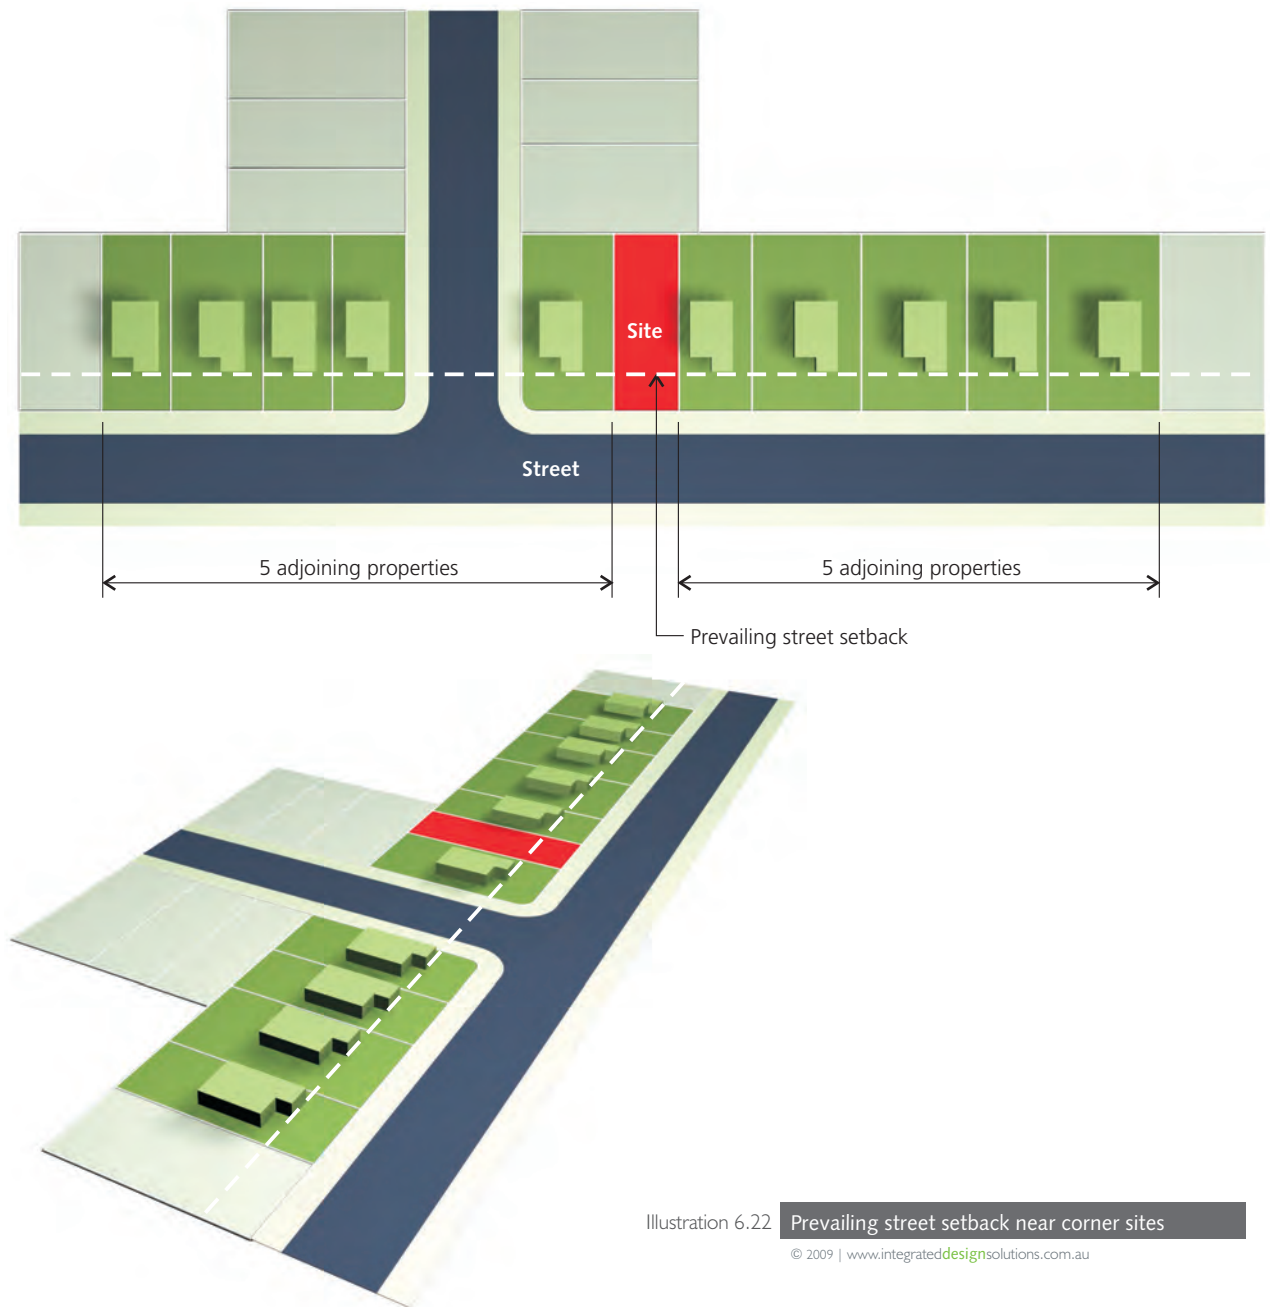 Site
Street
5 adjoining properties
5 adjoining properties
Prevailing street setback
Illustration 6.22 Prevailing street setback near corner sites
© 2009 | www.integrateddesignsolutions.com.au